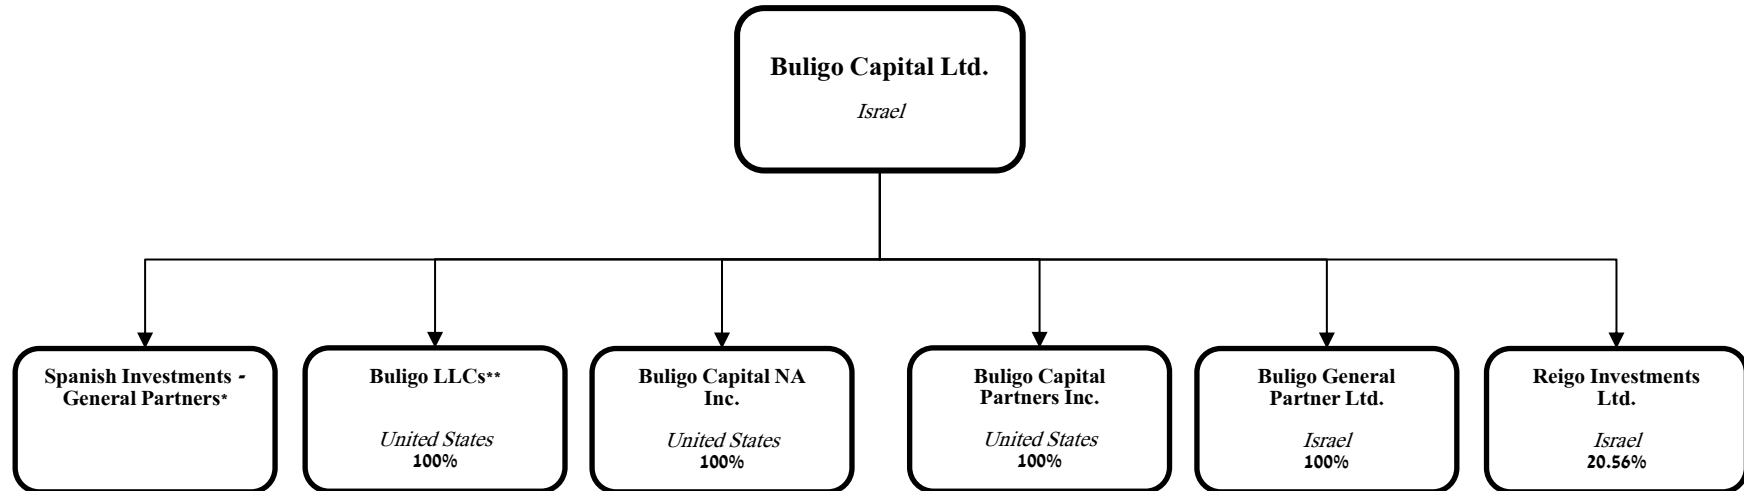 Buligo Capital Ltd.
Israel
Spanish Investments -
General Partners*
Buligo LLCs**
United States
100%
Buligo Capital NA
Inc.
United States
100%
Buligo Capital
Partners Inc.
United States
100%
Buligo General
Partner Ltd.
Israel
100%
Reigo Investments
Ltd.
Israel
20.56%